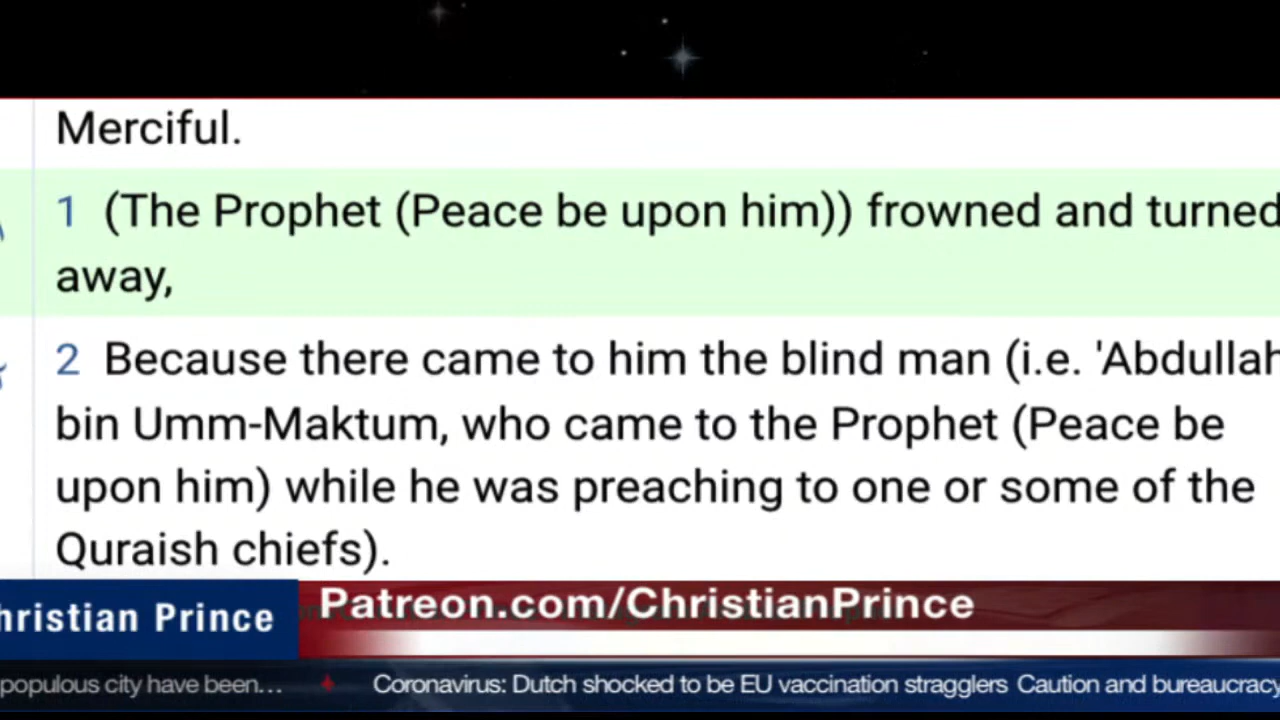 Merciful.
1 (The Prophet (Peace be upon him)) frowned and turned
away,
2 Because there came to him the blind man (i.e. 'Abdullah
bin Umm-Maktum, who came to the Prophet (Peace be
upon him) while he was preaching to one or some of the
Quraish chiefs).
hristian Prince
Patreon.com/ChristianPrince
populous city have been... Coronavirus: Dutch shocked to be EU vaccination stragglers Caution and bureaucracy